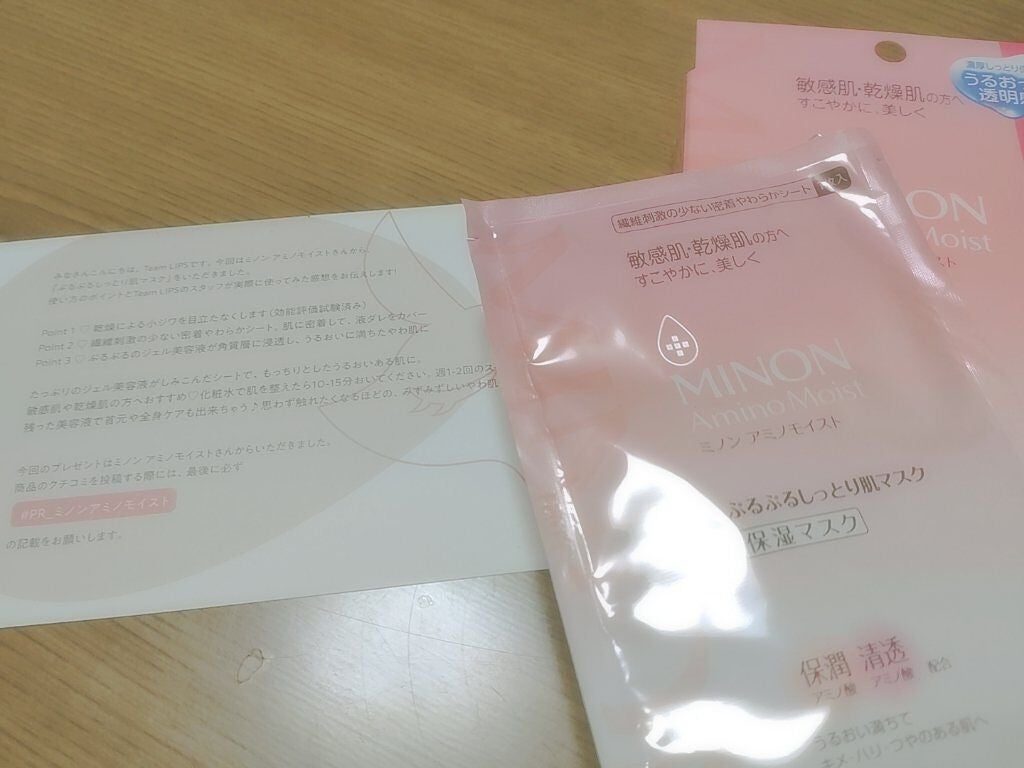 みなさんこんにちは、Team LIPSです。今回はミノン アミノモイストさんから
『ぷるぷるしっとり肌マスク』をいただきました。
使い方のポイントとTeam LIPSのスタッフが実際に使ってみた感想をお伝えします!
Point 1 ♡ 乾燥による小ジワを目立たなくします(効能評価試験済み)
Point 2 ♡ 繊維刺激の少ない密着やわらかシート、肌に密着して、液ダレをカバー
Point 3 ♡ ぷるぷるのジェル美容液が角質層に浸透し、うるおいに満ちたやわ肌に
たっぷりのジェル美容液がしみこんだシートで、もっちりとしたうるおいある肌に。
敏感肌や乾燥肌の方へおすすめ♡化粧水で肌を整えたら10-15分おいてください。週1-2回のス
残った美容液で首元や全身ケアも出来ちゃう♪思わず触れたくなるほどの、みずみずしいやわ肌
今回のプレゼントはミノン アミノモイストさんからいただきました。
商品のクチコミを投稿する際には、最後に必ず
#PR_ミノンアミノモイスト
の記載をお願いします。
繊維刺激の少ない密着やわらかシート
枚入
敏感肌・乾燥肌の方へ
すこやかに、美しく
MINON
Amino Moist
ミノン アミノモイスト
ぷるぷるしっとり肌マスク
保湿マスク
保潤 清透
アミノ酸 アミノ酸 配合
うるおい満ちて
キメ・ハリ・つやのある肌へ
敏感肌・乾燥肌の方へ
すこやかに、美しく
濃厚しっとり
うるおっ
透明感
ON
Moist
スト